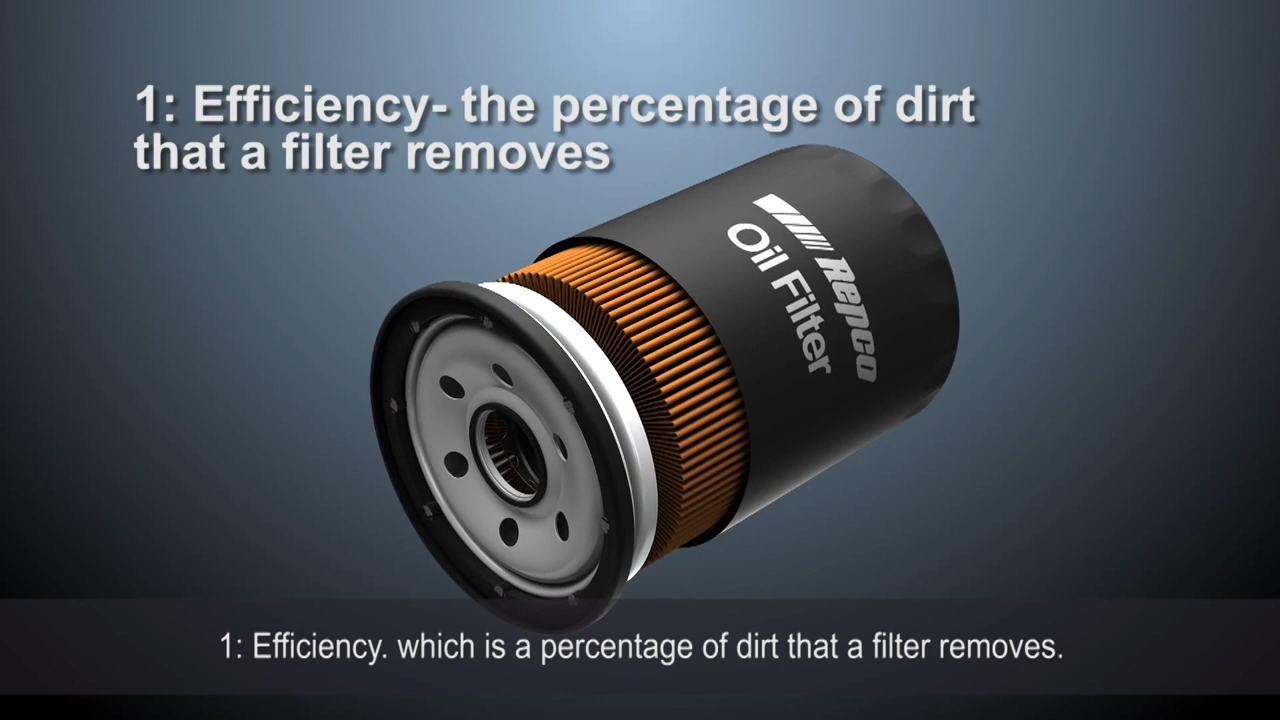 1: Efficiency- the percentage of dirt
that a filter removes
Repco
Oil Filter
1: Efficiency. which is a percentage of dirt that a filter removes.